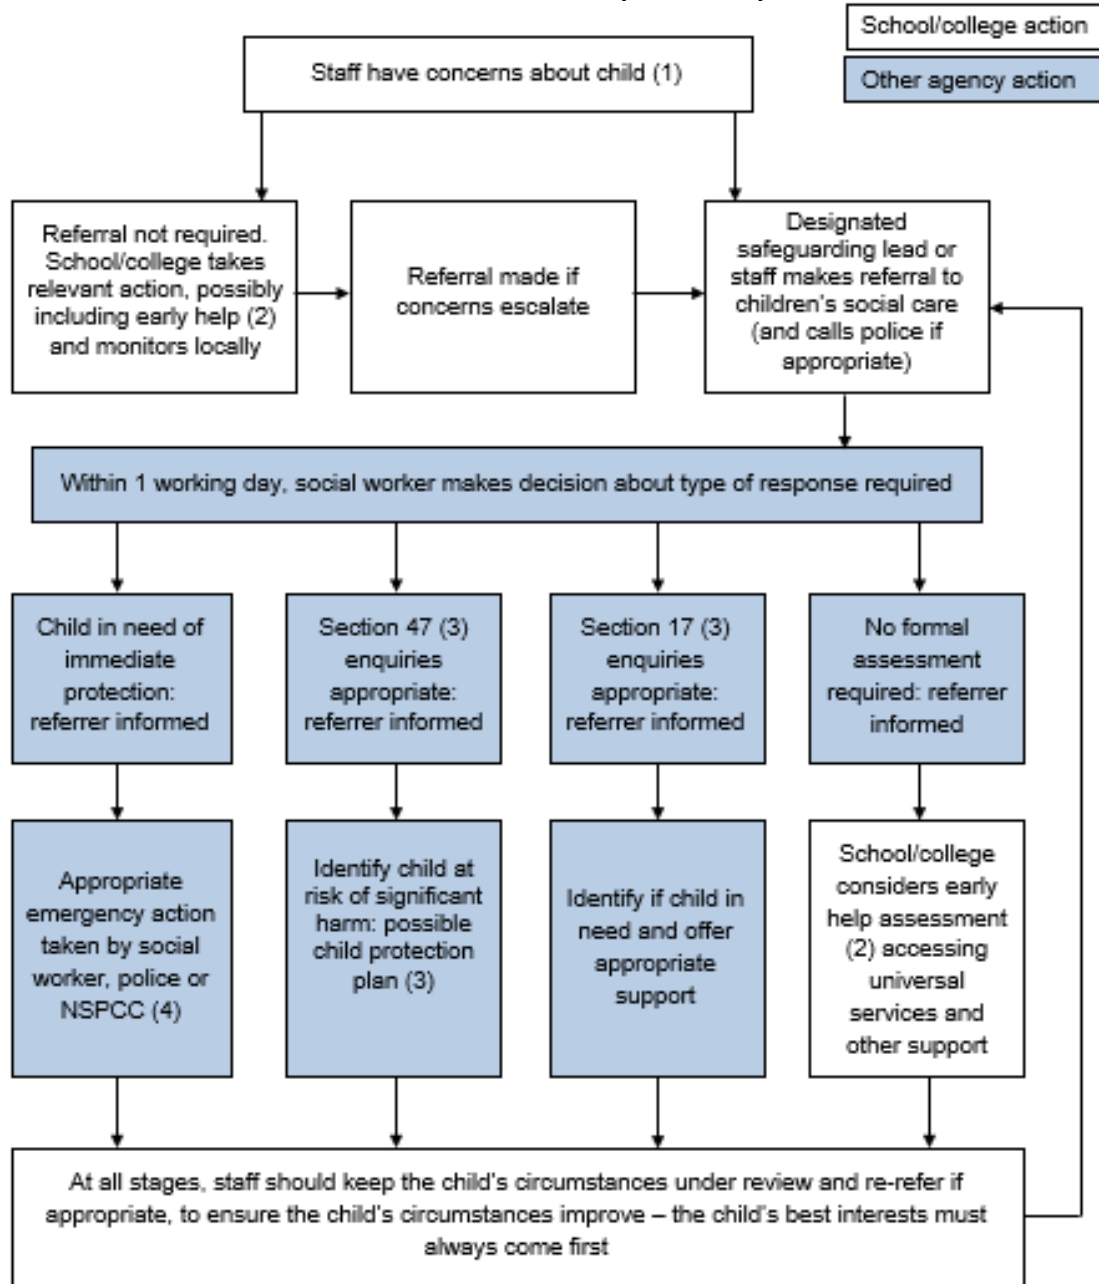 School/college action
Other agency action
Staff have concerns about child (1)
Referral not required.
School/college takes
relevant action, possibly
including early help (2)
and monitors locally
Referral made if
concerns escalate
Designated
safeguarding lead or
staff makes referral to
children's social care
(and calls police if
appropriate)
Within 1 working day, social worker makes decision about type of response required
Child in need of
immediate
protection:
referrer informed
Section 47 (3)
enquiries
appropriate:
referrer informed
Section 17 (3)
enquiries
appropriate:
referrer informed
No formal
assessment
required: referrer
informed
Appropriate
emergency action
taken by social
worker, police or
NSPCC (4)
Identify child at
risk of significant
harm: possible
child protection
plan (3)
Identify if child in
need and offer
appropriate
support
School/college
considers early
help assessment
(2) accessing
universal
services and
other support
At all stages, staff should keep the child's circumstances under review and re-refer if
appropriate, to ensure the child's circumstances improve – the child's best interests must
always come first